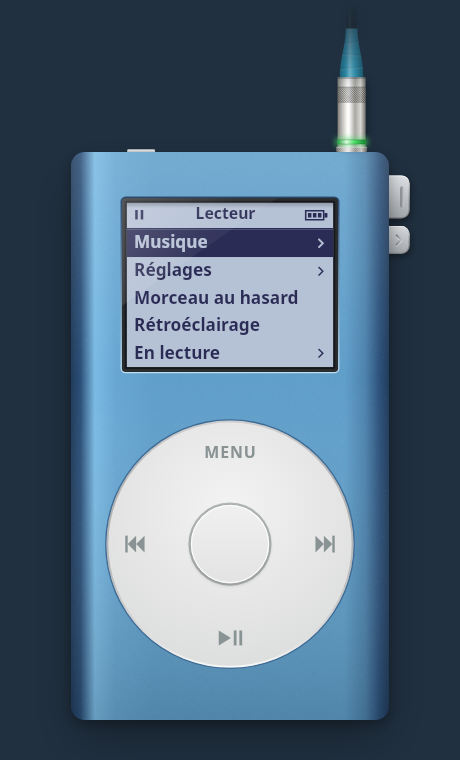 Lecteur
Musique
Réglages
Morceau au hasard
Rétroéclairage
En lecture
MENU